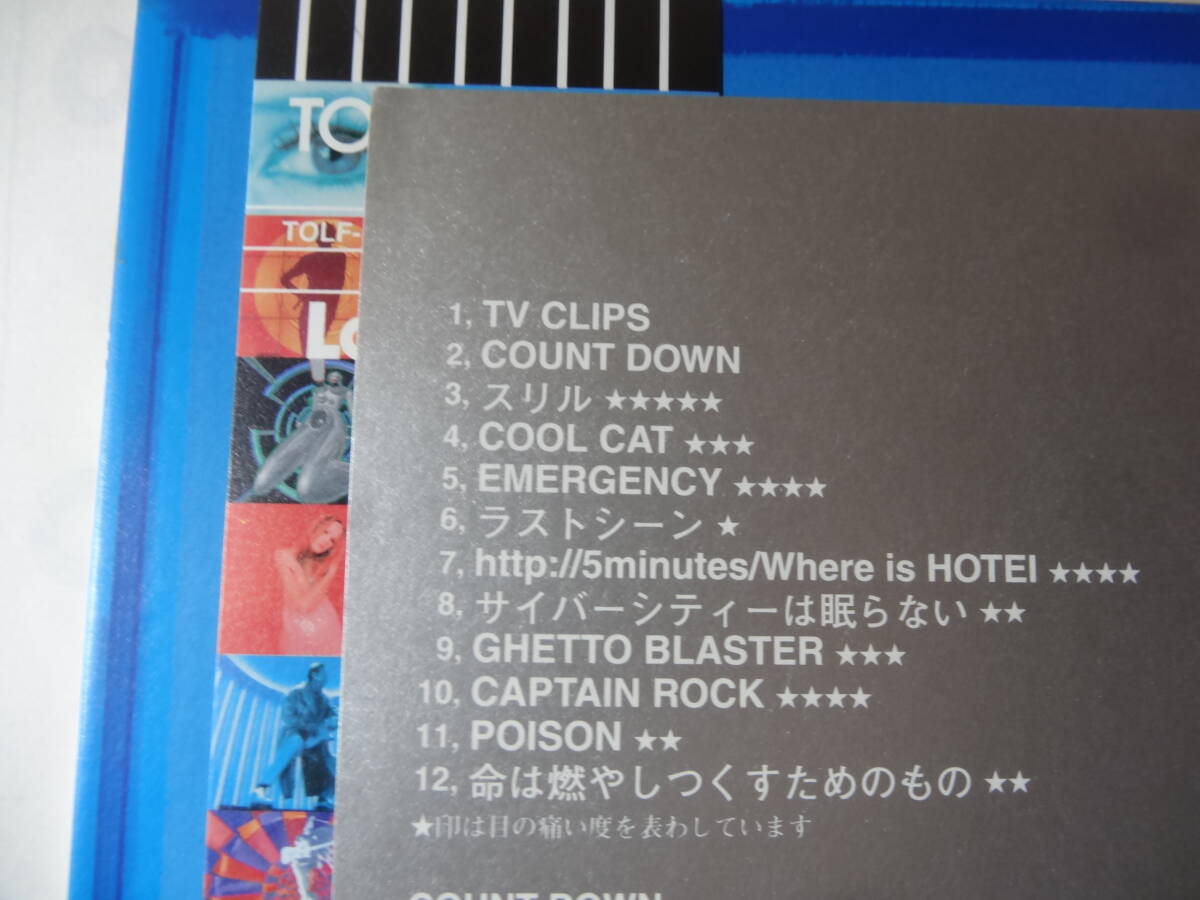 TO
TOLF-
1, TV CLIPS
2, COUNT DOWN
3, スリル ★★★★★
4, COOL CAT ★★★
5, EMERGENCY ★★★★
6, ラストシーン ★
7, http://5minutes/Where is HOTEI ★★★★
8, サイバーシティーは眠らない ★★
9, GHETTO BLASTER ★★★
10, CAPTAIN ROCK ★★★★
11, POISON ★★
12, 命は燃やしつくすためのもの ★★
★印は目の痛い度を表わしています
COUNT DOWN